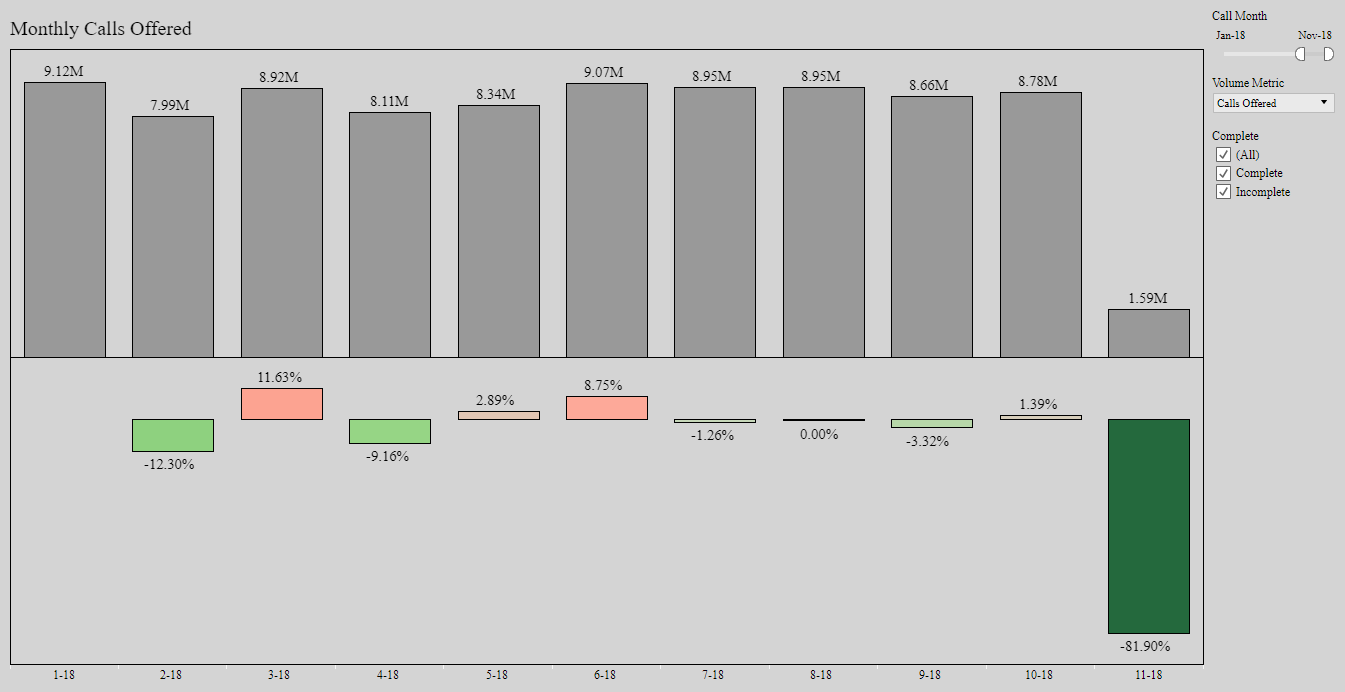 Monthly Calls Offered
9.12M 7.99M 8.92M 8.11M 8.34M 9.07M 8.95M 8.95M 8.66M 8.78M 1.59M
-12.30% 11.63% -9.16% 2.89% 8.75% -1.26% 0.00% -3.32% 1.39% -81.90%
1-18 2-18 3-18 4-18 5-18 6-18 7-18 8-18 9-18 10-18 11-18
Call Month
Jan-18 Nov-18
Volume Metric
Calls Offered
Complete
(All)
Complete
Incomplete